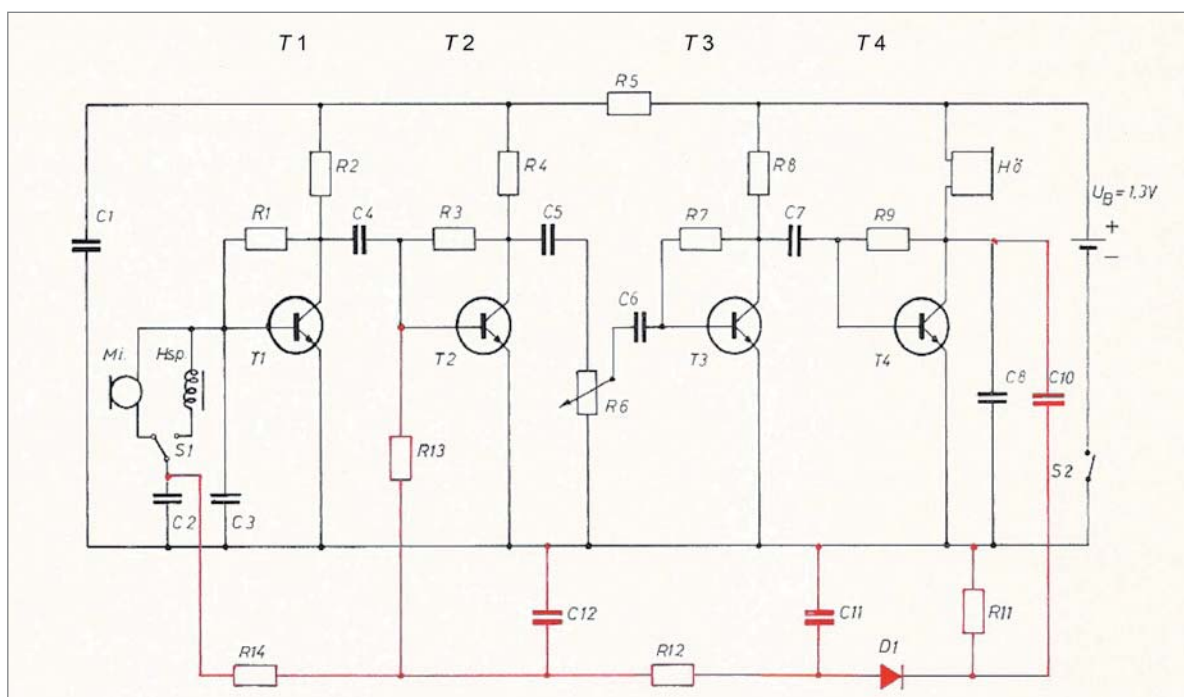 T1 T2 T3 T4
R5
R2 R4 R8 Hö
U_B=1.3V
C1 R1 C4 R3 C5 R7 C7 R9
+
−
C6
Mi. Hsp. T1 T2 T3 T4
R6 C8 C10
S1 R13 S2
C2 C3
C12 C11 R11
R14 R12 D1